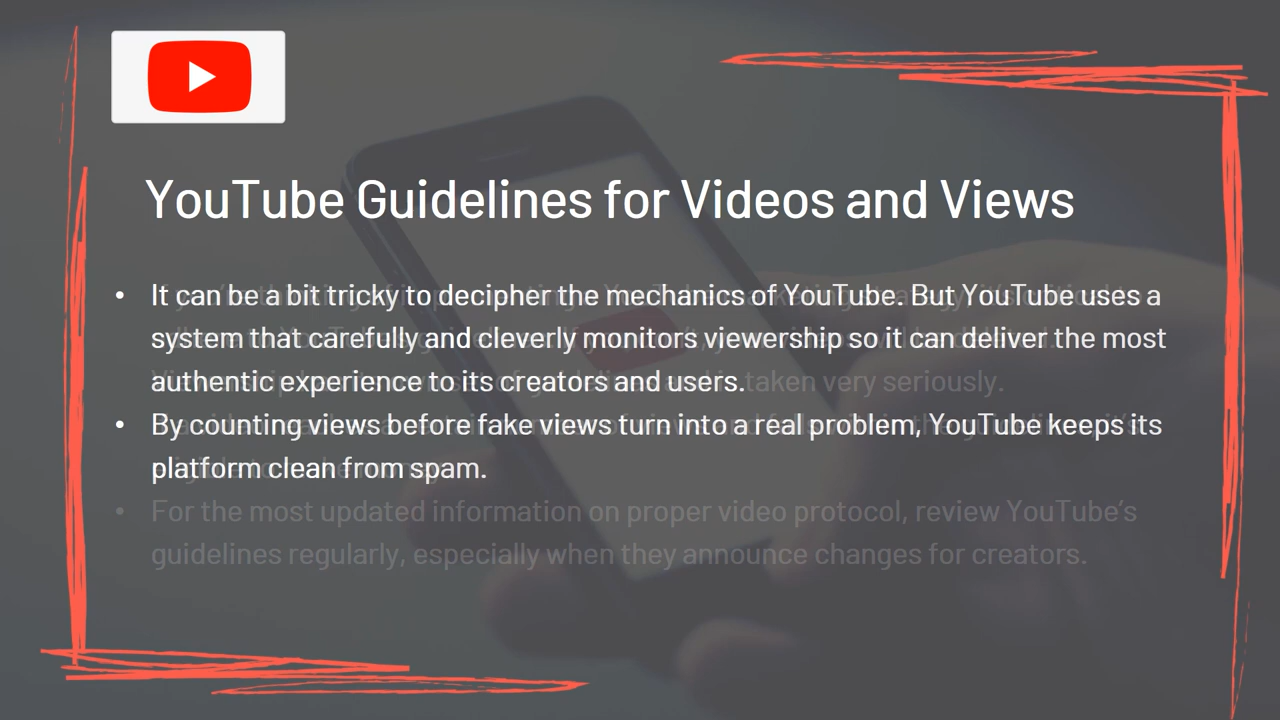 YouTube Guidelines for Videos and Views
• It can be a bit tricky to decipher the mechanics of YouTube. But YouTube uses a
system that carefully and cleverly monitors viewership so it can deliver the most
authentic experience to its creators and users.
taken very seriously.
• By counting views before fake views turn into a real problem, YouTube keeps its
platform clean from spam.
• For the most updated information on proper video protocol, review YouTube’s
guidelines regularly, especially when they announce changes for creators.